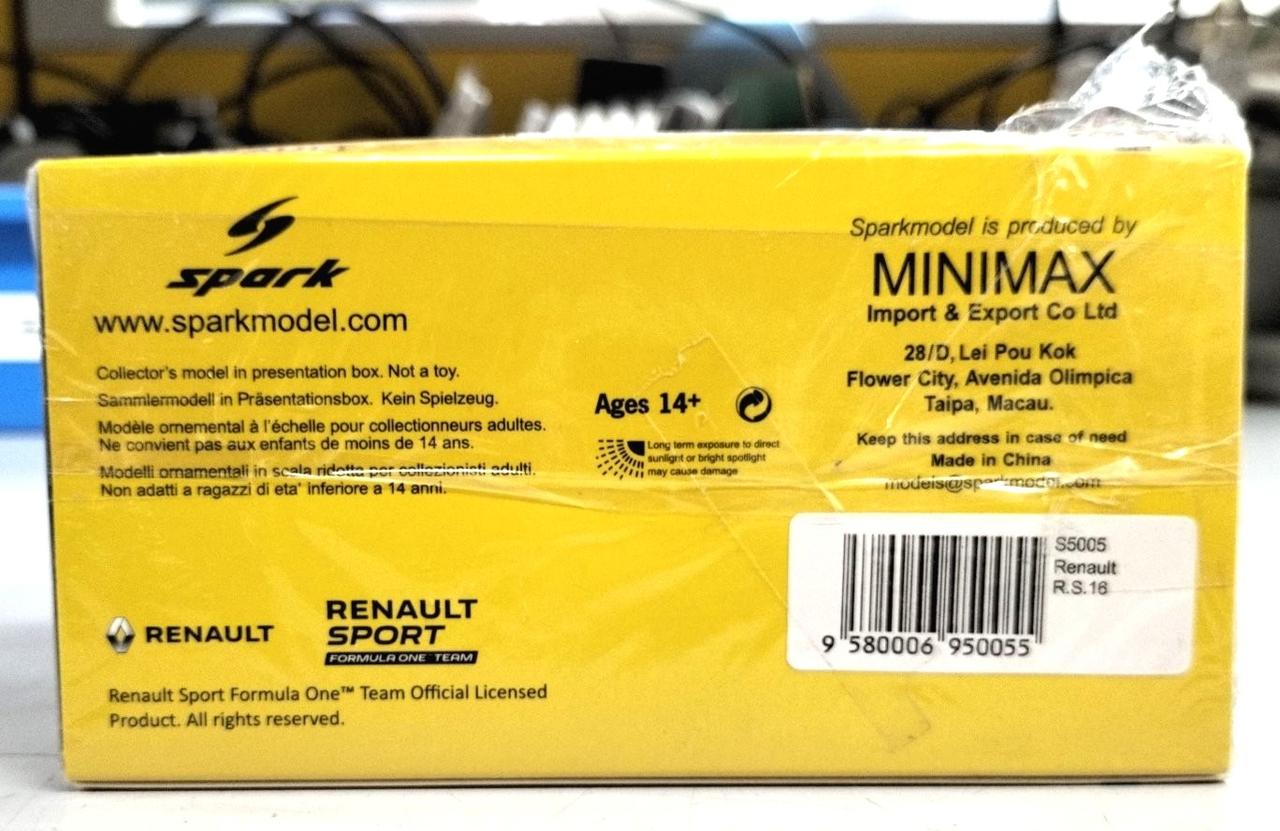 spark
www.sparkmodel.com
Collector's model in presentation box. Not a toy.
Sammlermodell in Präsentationsbox. Kein Spielzeug.
Modèle ornemental à l'échelle pour collectionneurs adultes.
Ne convient pas aux enfants de moins de 14 ans.
Modelli ornamentali in scala ridotta per collezionisti adulti.
Non adatti a ragazzi di eta' inferiore a 14 anni.
Ages 14+
Long term exposure to direct
sunlight or bright spotlight
may cause damage
Sparkmodel is produced by
MINIMAX
Import & Export Co Ltd
28/D, Lei Pou Kok
Flower City, Avenida Olimpica
Taipa, Macau.
Keep this address in case of need
Made in China
models@sparkmodel.com
S5005
Renault
R.S.16
9 580006 950055
RENAULT
RENAULT
SPORT
FORMULA ONE™ TEAM
Renault Sport Formula One™ Team Official Licensed
Product. All rights reserved.